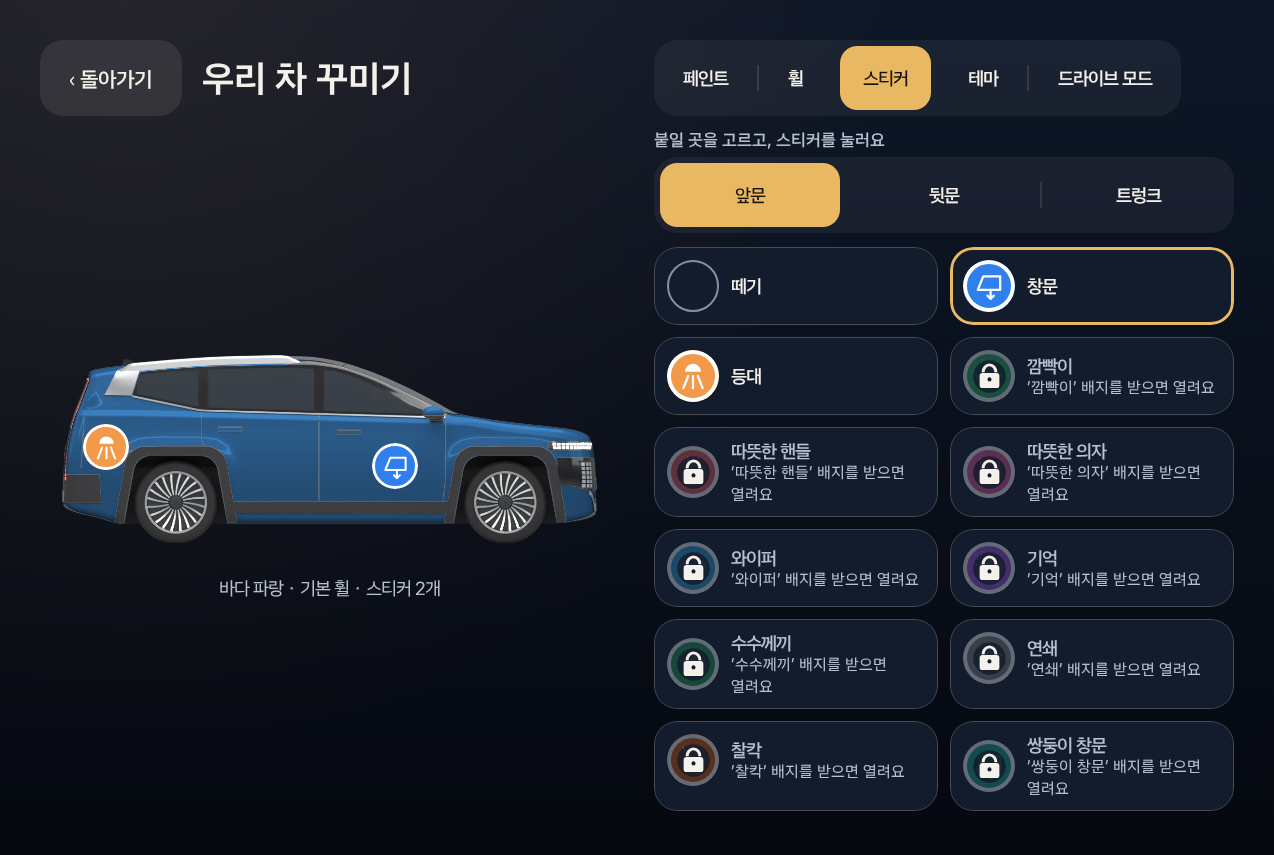 ‹ 돌아가기
우리 차 꾸미기
페인트
휠
스티커
테마
드라이브 모드
붙일 곳을 고르고, 스티커를 눌러요
앞문
뒷문
트렁크
떼기
창문
등대
깜빡이
'깜빡이' 배지를 받으면 열려요
따뜻한 핸들
'따뜻한 핸들' 배지를 받으면
열려요
따뜻한 의자
'따뜻한 의자' 배지를 받으면
열려요
와이퍼
'와이퍼' 배지를 받으면 열려요
기억
'기억' 배지를 받으면 열려요
수수께끼
'수수께끼' 배지를 받으면
열려요
연쇄
'연쇄' 배지를 받으면 열려요
찰칵
'찰칵' 배지를 받으면 열려요
쌍둥이 창문
'쌍둥이 창문' 배지를 받으면
열려요
바다 파랑 · 기본 휠 · 스티커 2개